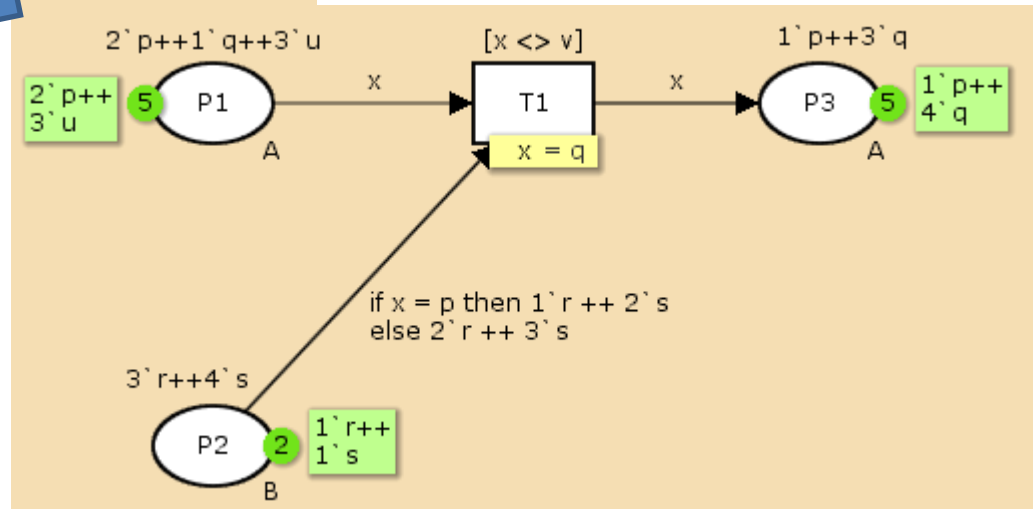 2`p++1`q++3`u
[x <> v]
1`p++3`q
2`p++
3`u
5
P1
x
T1
x
P3
5
1`p++
4`q
A
x = q
A
if x = p then 1`r ++ 2`s
else 2`r ++ 3`s
3`r++4`s
P2
2
1`r++
1`s
B